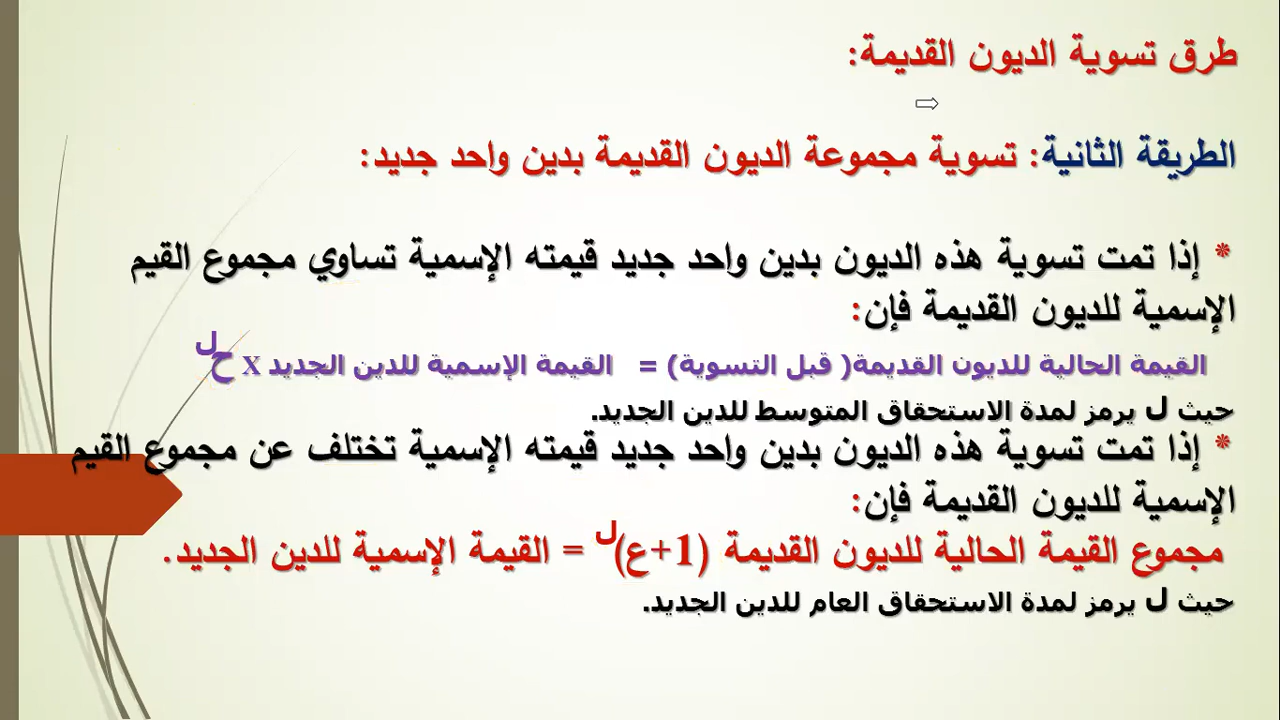 طرق تسوية الديون القديمة:
الطريقة الثانية: تسوية مجموعة الديون القديمة بدين واحد جديد:
* إذا تمت تسوية هذه الديون بدين واحد جديد قيمته الإسمية تساوي مجموع القيم
الإسمية للديون القديمة فإن:
القيمة الحالية للديون القديمة( قبل التسوية) = القيمة الإسمية للدين الجديد X ح^ل
حيث ل يرمز لمدة الاستحقاق المتوسط للدين الجديد.
* إذا تمت تسوية هذه الديون بدين واحد جديد قيمته الإسمية تختلف عن مجموع القيم
الإسمية للديون القديمة فإن:
مجموع القيمة الحالية للديون القديمة (1+ع)^ل = القيمة الإسمية للدين الجديد.
حيث ل يرمز لمدة الاستحقاق العام للدين الجديد.